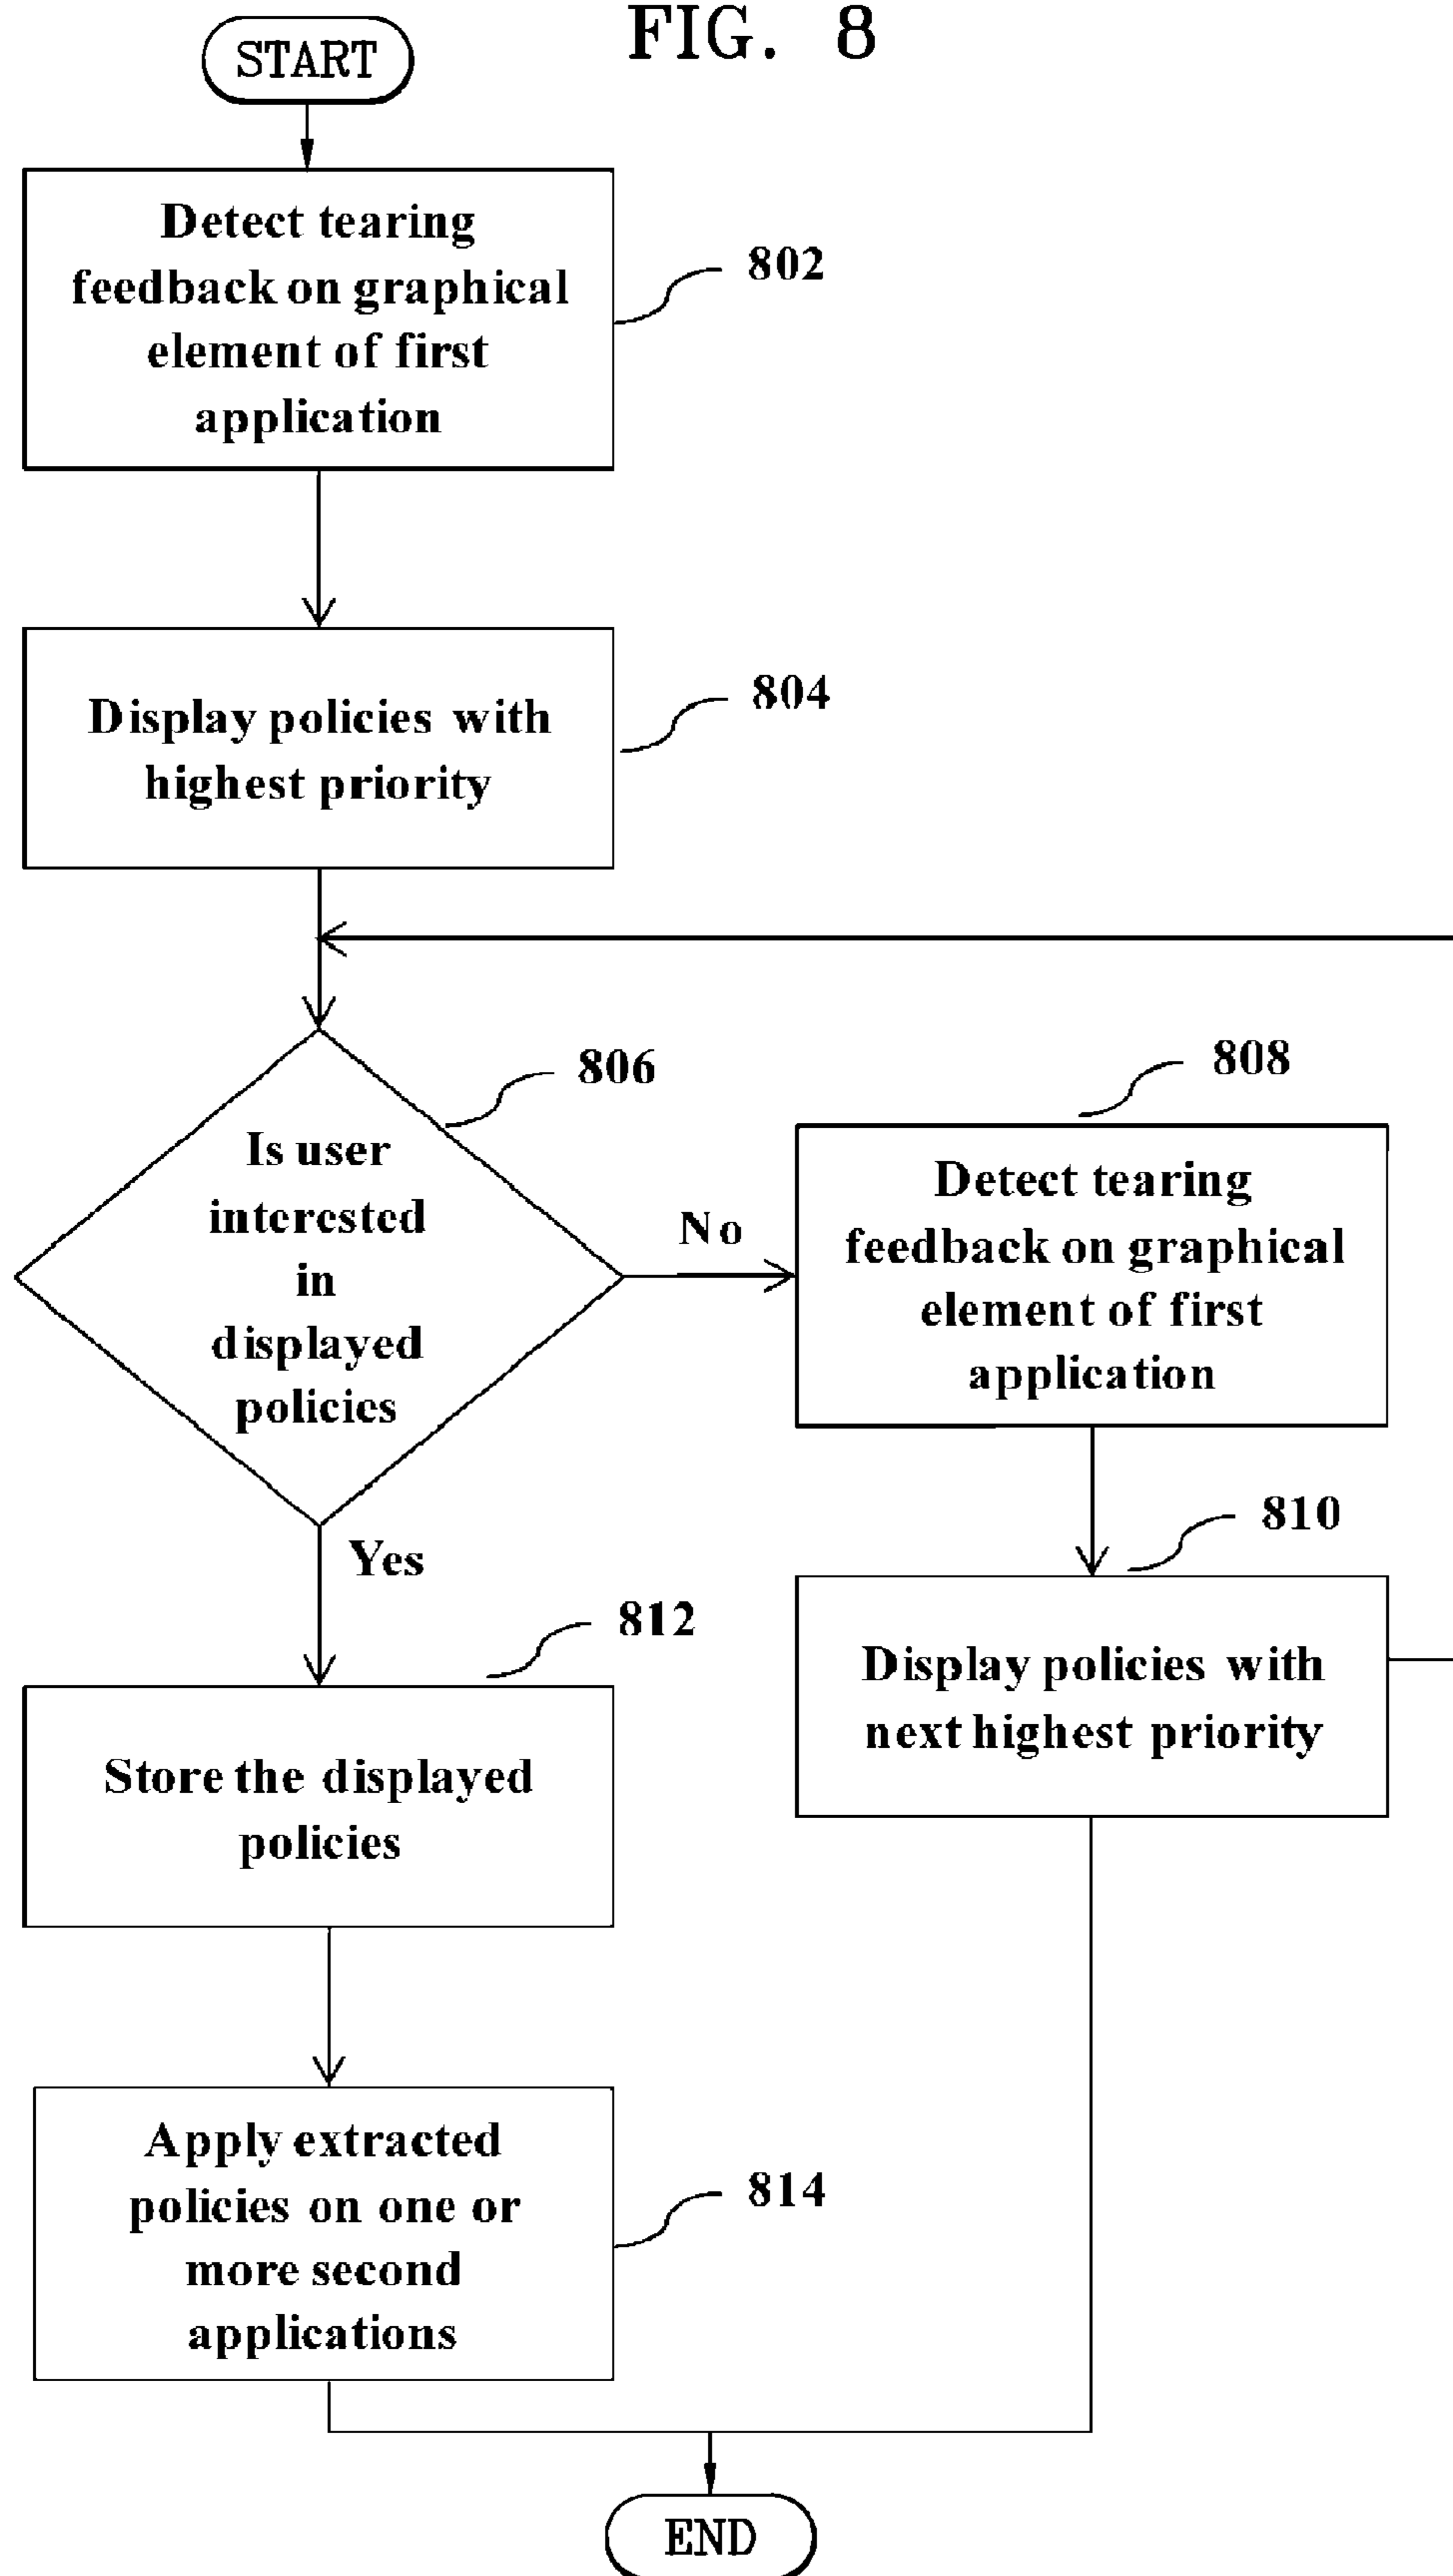 FIG. 8
START
Detect tearing
feedback on graphical
element of first
application
802
Display policies with
highest priority
804
Is user
interested
in
displayed
policies
806
No
Detect tearing
feedback on graphical
element of first
application
808
Display policies with
next highest priority
810
Yes
Store the displayed
policies
812
Apply extracted
policies on one or
more second
applications
814
END